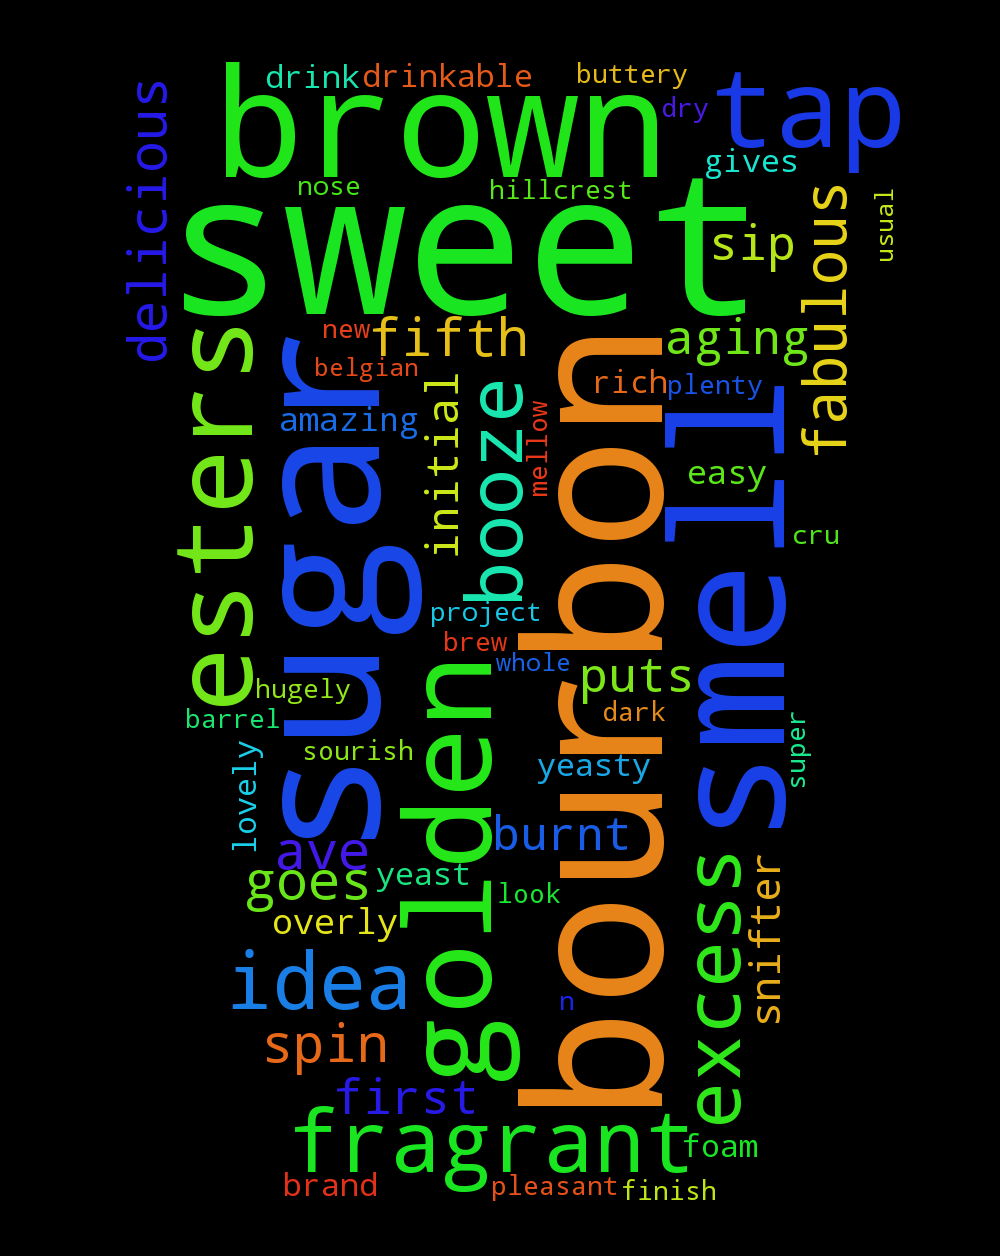 drink
drinkable
buttery
brown
dry
tap
delicious
gives
nose
hillcrest
sweet
sip
fabulous
usual
new
fifth
aging
belgian
rich
plenty
amazing
esters
sugar
initial
booze
mellow
bourbon
smell
easy
cru
project
brew
whole
puts
hugely
barrel
dark
golden
sourish
yeasty
super
lovely
burnt
ave
goes
yeast
look
overly
excess
snifter
idea
n
spin
first
fragrant
foam
brand
pleasant
finish